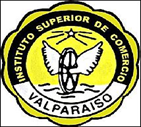 INSTITUTO SUPERIOR DE COMERCIO
VALPARAISO